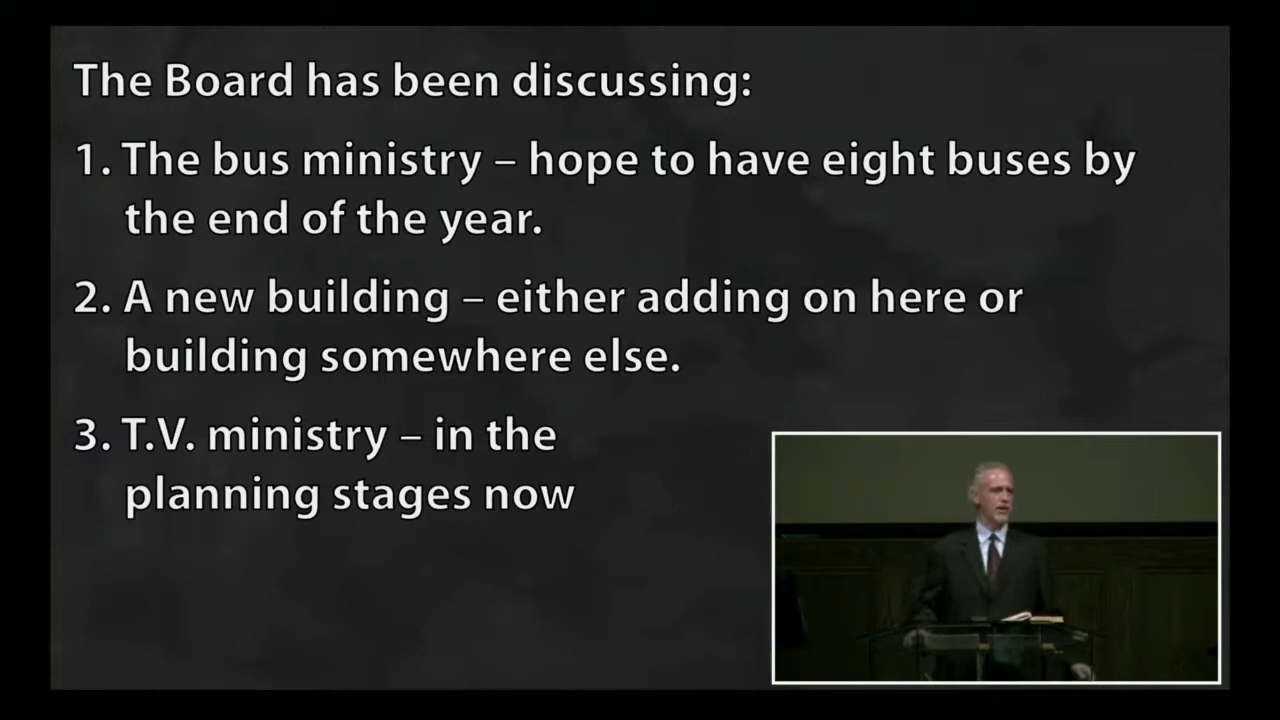 The Board has been discussing:
1. The bus ministry – hope to have eight buses by
the end of the year.
2. A new building – either adding on here or
building somewhere else.
3. T.V. ministry – in the
planning stages now